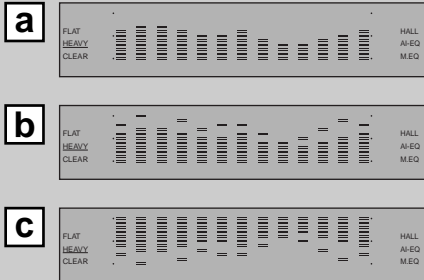 a
FLAT HALL
HEAVY AI-EQ
CLEAR M.EQ
b
FLAT HALL
HEAVY AI-EQ
CLEAR M.EQ
c
FLAT HALL
HEAVY AI-EQ
CLEAR M.EQ